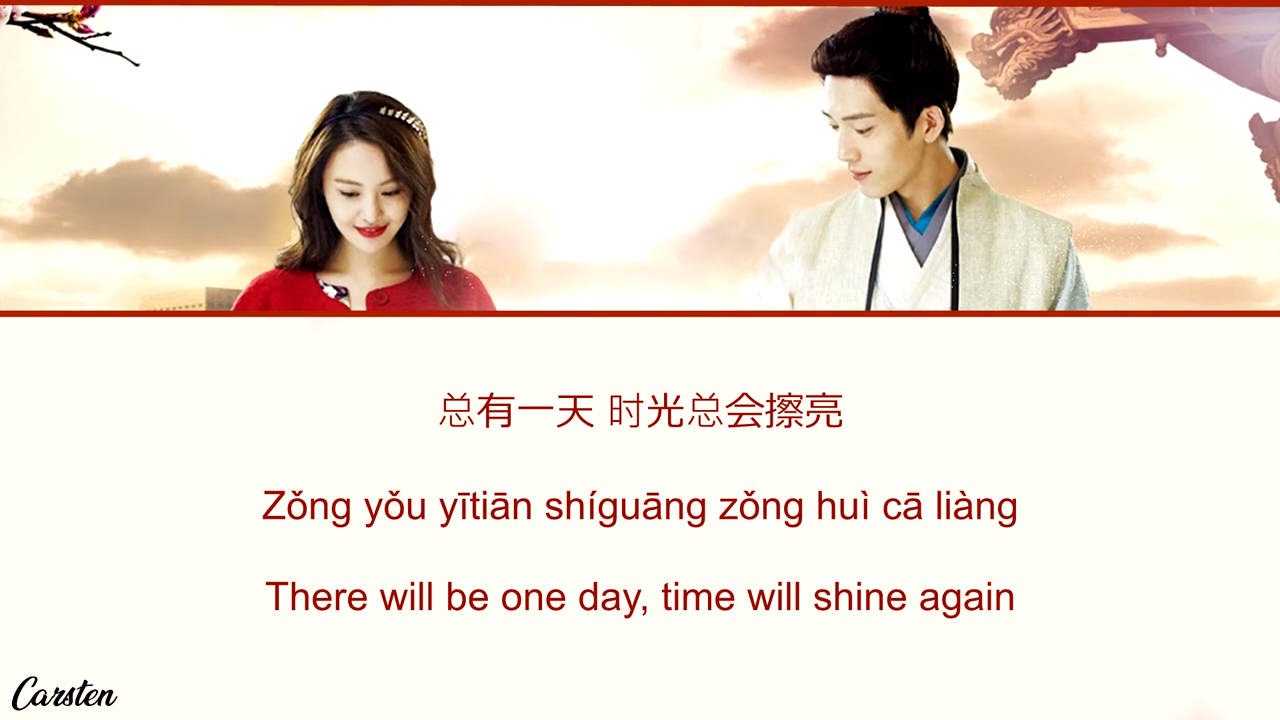 总有一天 时光总会擦亮
Zǒng yǒu yītiān shíguāng zǒng huì cā liàng
There will be one day, time will shine again
Carsten